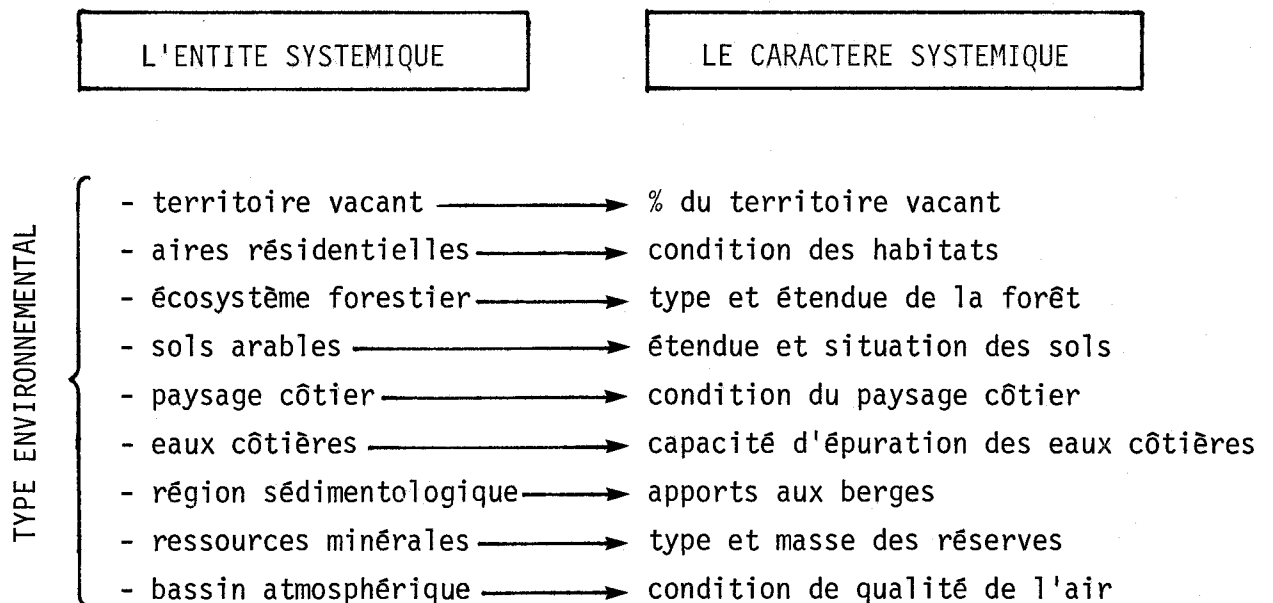 L'ENTITE SYSTEMIQUE LE CARACTERE SYSTEMIQUE
TYPE ENVIRONNEMENTAL
- territoire vacant % du territoire vacant
- aires résidentielles condition des habitats
- écosystème forestier type et étendue de la forêt
- sols arables étendue et situation des sols
- paysage côtier condition du paysage côtier
- eaux côtières capacité d'épuration des eaux côtières
- région sédimentologique apports aux berges
- ressources minérales type et masse des réserves
- bassin atmosphérique condition de qualité de l'air